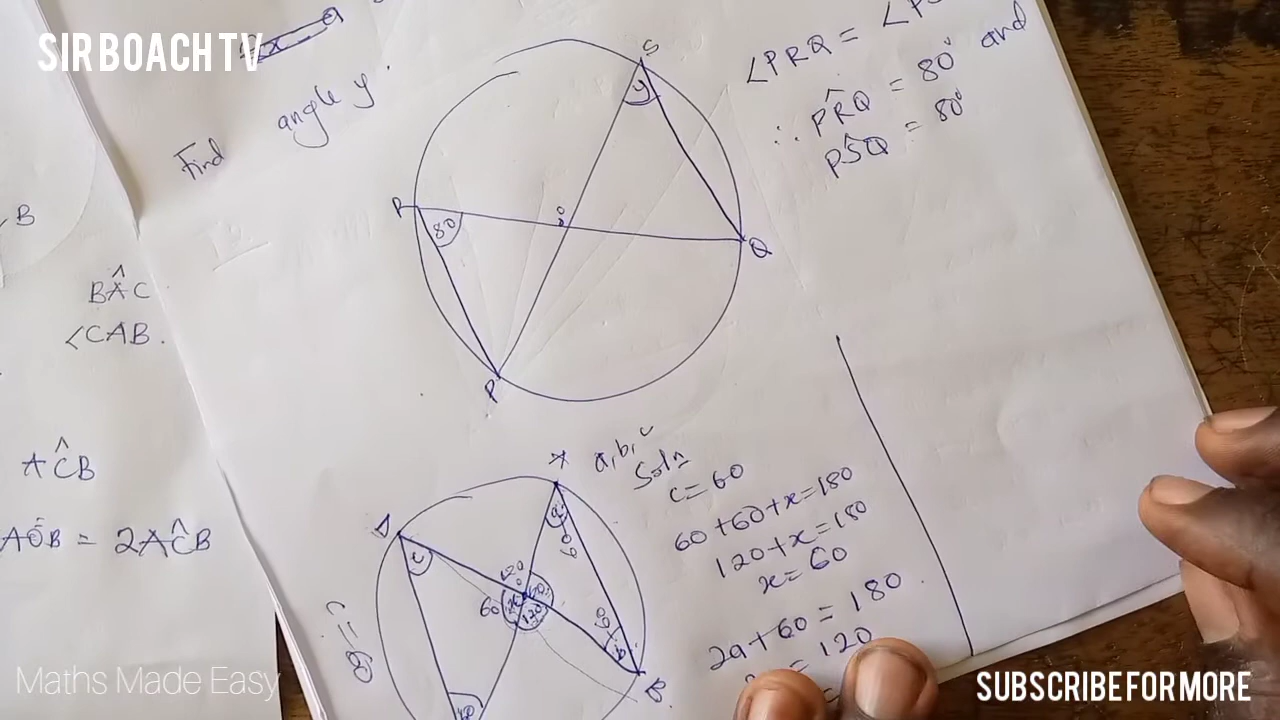 SIR BOACH TV
Find angle y.
S
y
R
80
Q
P
∠PRQ =
∴ PR̂Q = 80° and
PŜQ = 80°
B
BÂC
<CAB.
AĈB
AÔB = 2AĈB
A
a, b, c
Soln
c = 60
60+60+x=180
120+x=180
x=60
2a+60=180
= 120
c
120
60
x
120
60
60
B
Maths Made Easy
SUBSCRIBE FOR MORE